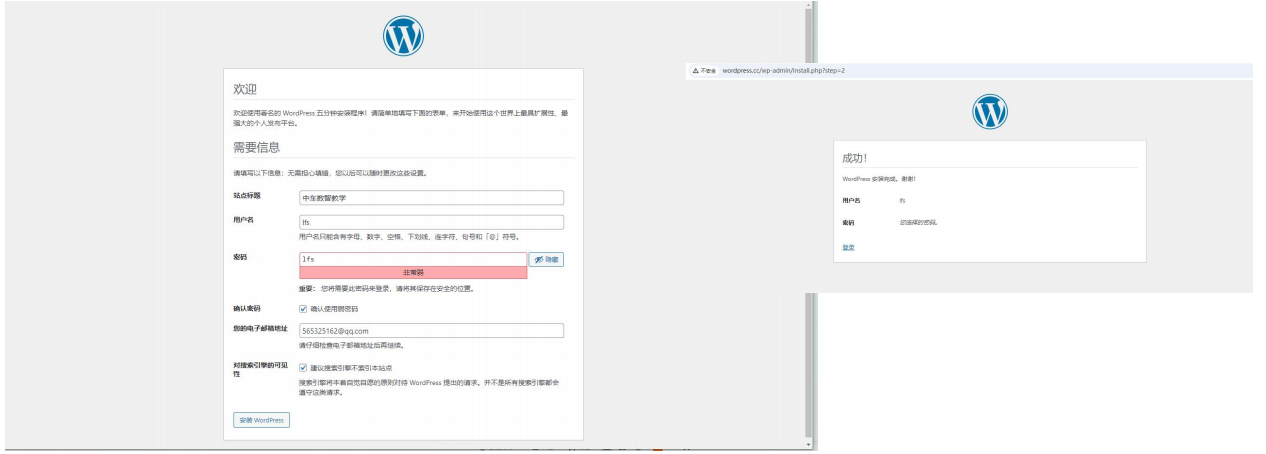 欢迎
欢迎使用著名的 WordPress 五分钟安装程序！请简单地填写下面的表单，来开始使用这个世界上最具扩展性、最
强大的个人发布平台。
需要信息
请填写以下信息；无需担心填错，您以后可以随时更改这些设置。
站点标题
中车数智教学
用户名
lfs
用户名只能含有字母、数字、空格、下划线、连字符、句号和「@」符号。
密码
lfs
隐藏
非常弱
重要： 您将需要此密码来登录，请将其保存在安全的位置。
确认密码
确认使用弱密码
您的电子邮箱地址
565325162@qq.com
请仔细检查电子邮箱地址后再继续。
对搜索引擎的可见
性
建议搜索引擎不索引本站点
搜索引擎将本着自觉自愿的原则对待 WordPress 提出的请求。并不是所有搜索引擎都会
遵守这类请求。
安装 WordPress
不安全 wordpress.cc/wp-admin/install.php?step=2
成功！
WordPress 安装完成。谢谢！
用户名 lfs
密码 您选择的密码。
登录